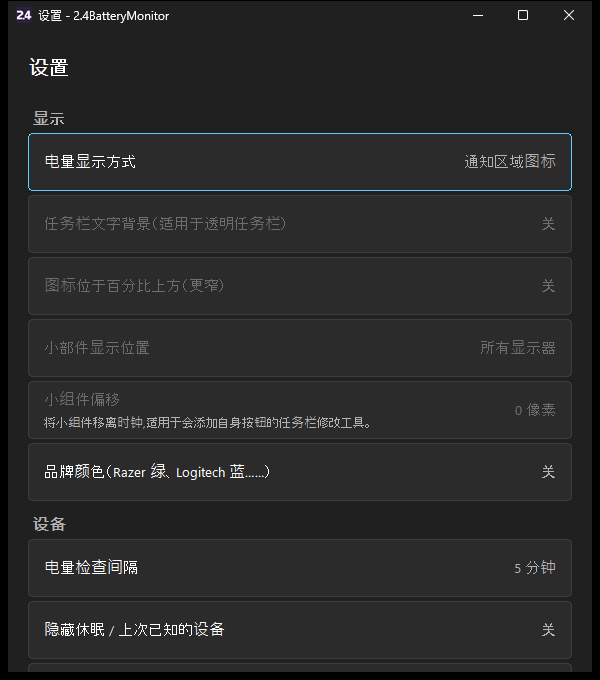 2.4 设置 - 2.4BatteryMonitor
设置
显示
电量显示方式 通知区域图标
任务栏文字背景(适用于透明任务栏) 关
图标位于百分比上方(更窄) 关
小部件显示位置 所有显示器
小组件偏移 0 像素
将小组件移离时钟,适用于会添加自身按钮的任务栏修改工具。
品牌颜色(Razer 绿、Logitech 蓝……) 关
设备
电量检查间隔 5 分钟
隐藏休眠 / 上次已知的设备 关